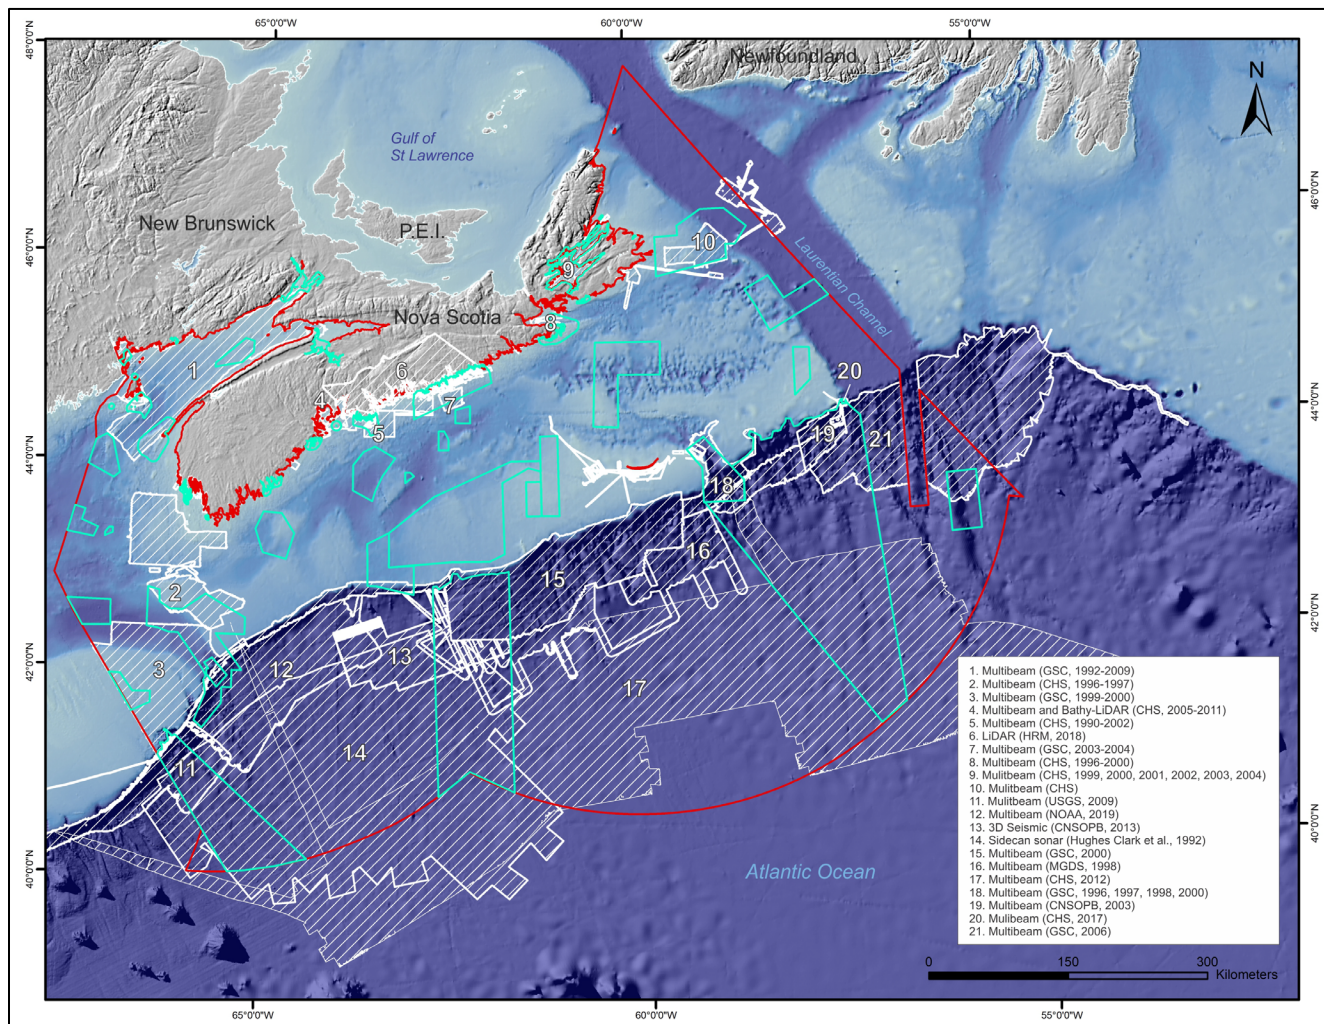 65°0'0"W
60°0'0"W
55°0'0"W
48°0'0"N
Newfoundland
N
Gulf of
St Lawrence
46°0'0"N
New Brunswick
P.E.I.
10
46°0'0"N
Laurentian Channel
9
Nova Scotia
8
1
6
20
4
7
44°0'0"N
5
19
21
44°0'0"N
18
16
15
2
42°0'0"N
3
12
13
17
42°0'0"N
14
11
1. Multibeam (GSC, 1992-2009)
2. Multibeam (CHS, 1996-1997)
3. Multibeam (GSC, 1999-2000)
4. Multibeam and Bathy-LiDAR (CHS, 2005-2011)
5. Multibeam (CHS, 1990-2002)
6. LiDAR (HRM, 2018)
7. Multibeam (GSC, 2003-2004)
8. Multibeam (CHS, 1996-2000)
9. Mulitbeam (CHS, 1999, 2000, 2001, 2002, 2003, 2004)
10. Multibeam (CHS)
11. Mulitbeam (USGS, 2009)
12. Multibeam (NOAA, 2019)
13. 3D Seismic (CNSOPB, 2013)
14. Sidecan sonar (Hughes Clark et al., 1992)
15. Multibeam (GSC, 2000)
16. Multibeam (MGDS, 1998)
17. Multibeam (CHS, 2012)
18. Multibeam (GSC, 1996, 1997, 1998, 2000)
19. Multibeam (CNSOPB, 2003)
20. Mulibeam (CHS, 2017)
21. Multibeam (GSC, 2006)
40°0'0"N
40°0'0"N
Atlantic Ocean
0 150 300
Kilometers
65°0'0"W
60°0'0"W
55°0'0"W